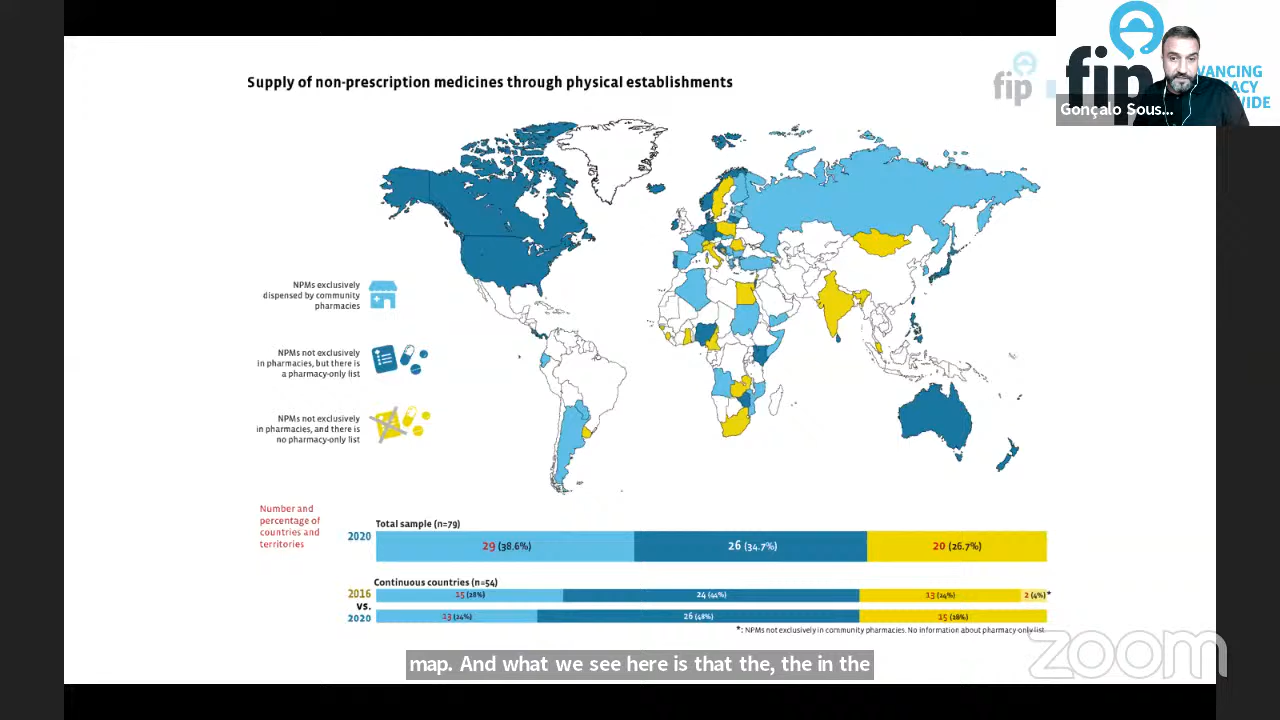 Supply of non-prescription medicines through physical establishments
fip
fip
VANCING
ACY
WIDE
Gonçalo Sous...
NPMs exclusively
dispensed by community
pharmacies
NPMs not exclusively
in pharmacies, but there is
a pharmacy-only list
NPMs not exclusively
in pharmacies, and there is
no pharmacy-only list
Number and
percentage of
countries and
territories
Total sample (n=79)
2020
29 (38.6%)
26 (34.7%)
20 (26.7%)
Continuous countries (n=54)
2016
15 (28%)
24 (44%)
13 (24%)
2 (4%)*
vs.
2020
13 (24%)
26 (48%)
15 (28%)
*: NPMs not exclusively in community pharmacies. No information about pharmacy-only list.
zoom
map. And what we see here is that the, the in the